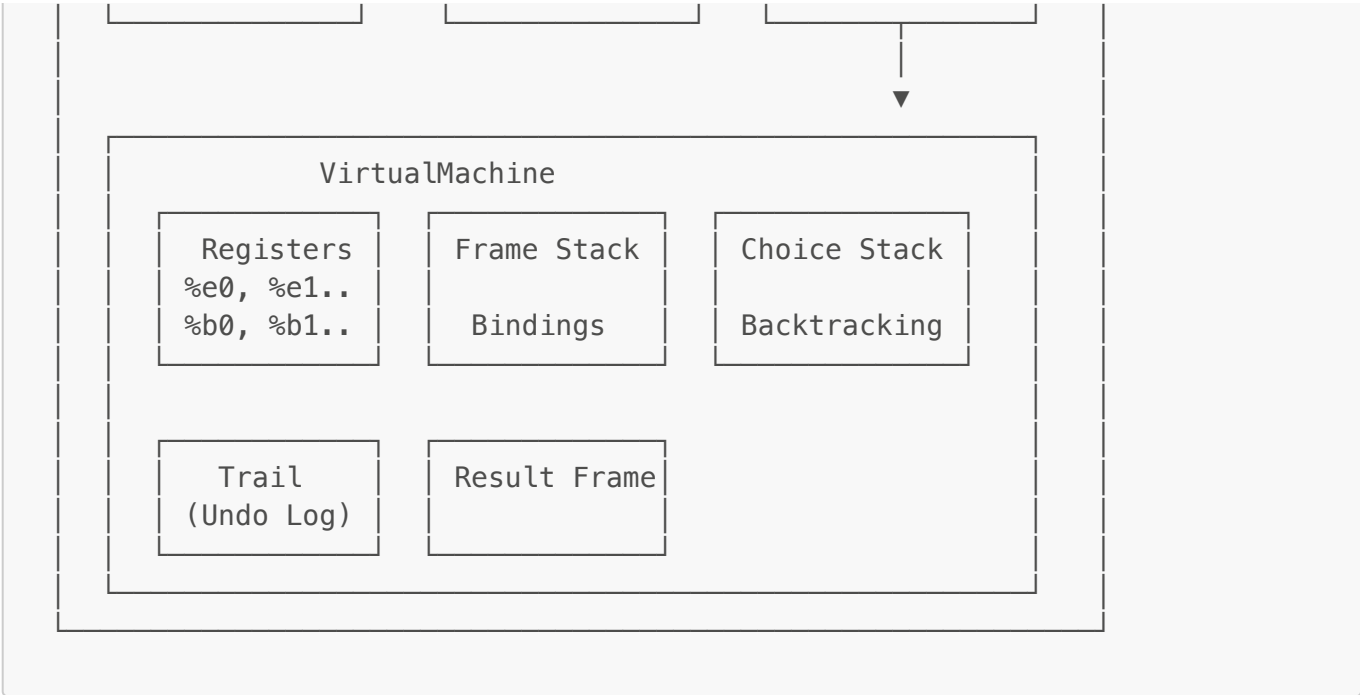 VirtualMachine
Registers Frame Stack Choice Stack
%e0, %e1..
%b0, %b1.. Bindings Backtracking
Trail Result Frame
(Undo Log)